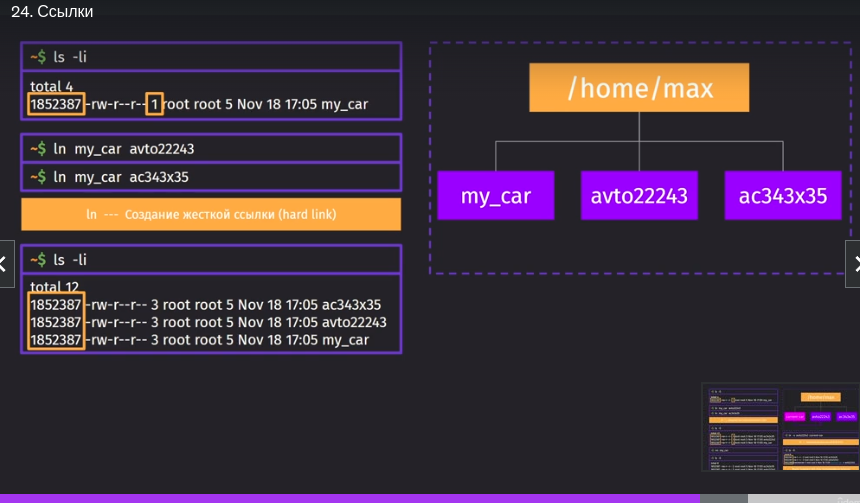 24. Ссылки
~$ ls -li
total 4
1852387 -rw-r--r-- 1 root root 5 Nov 18 17:05 my_car
~$ ln my_car avto22243
~$ ln my_car ac343x35
ln --- Создание жесткой ссылки (hard link)
~$ ls -li
total 12
1852387 -rw-r--r-- 3 root root 5 Nov 18 17:05 ac343x35
1852387 -rw-r--r-- 3 root root 5 Nov 18 17:05 avto22243
1852387 -rw-r--r-- 3 root root 5 Nov 18 17:05 my_car
/home/max
my_car avto22243 ac343x35